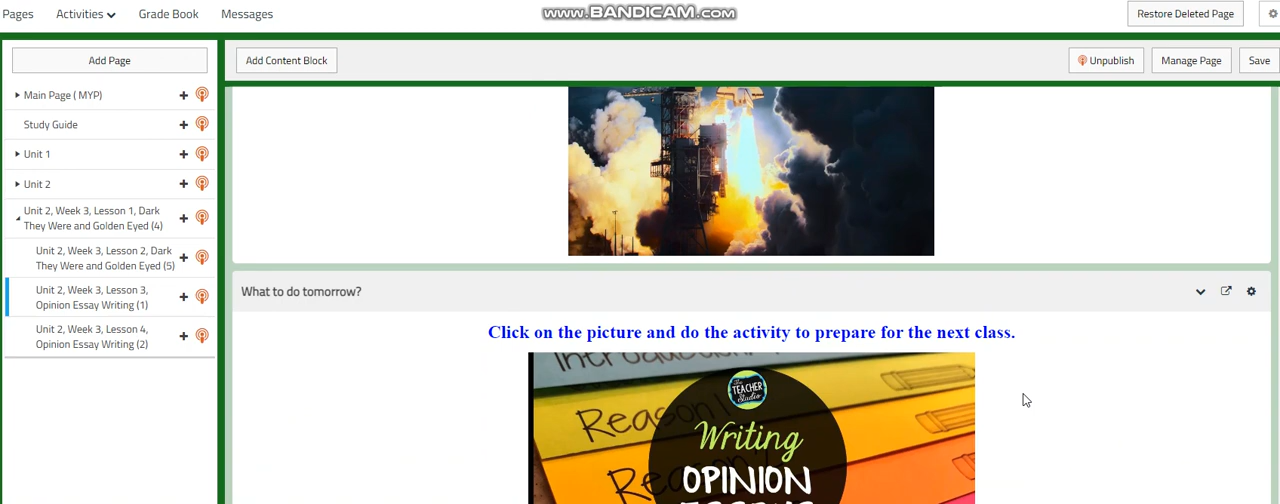 Pages
Activities
Grade Book
Messages
www.BANDICAM.com
Restore Deleted Page
Add Page
Add Content Block
Unpublish
Manage Page
Save
Main Page ( MYP)
Study Guide
Unit 1
Unit 2
Unit 2, Week 3, Lesson 1, Dark
They Were and Golden Eyed (4)
Unit 2, Week 3, Lesson 2, Dark
They Were and Golden Eyed (5)
Unit 2, Week 3, Lesson 3,
Opinion Essay Writing (1)
Unit 2, Week 3, Lesson 4,
Opinion Essay Writing (2)
What to do tomorrow?
Click on the picture and do the activity to prepare for the next class.
The
TEACHER
Studio
Reason
Writing
Reas
OPINION